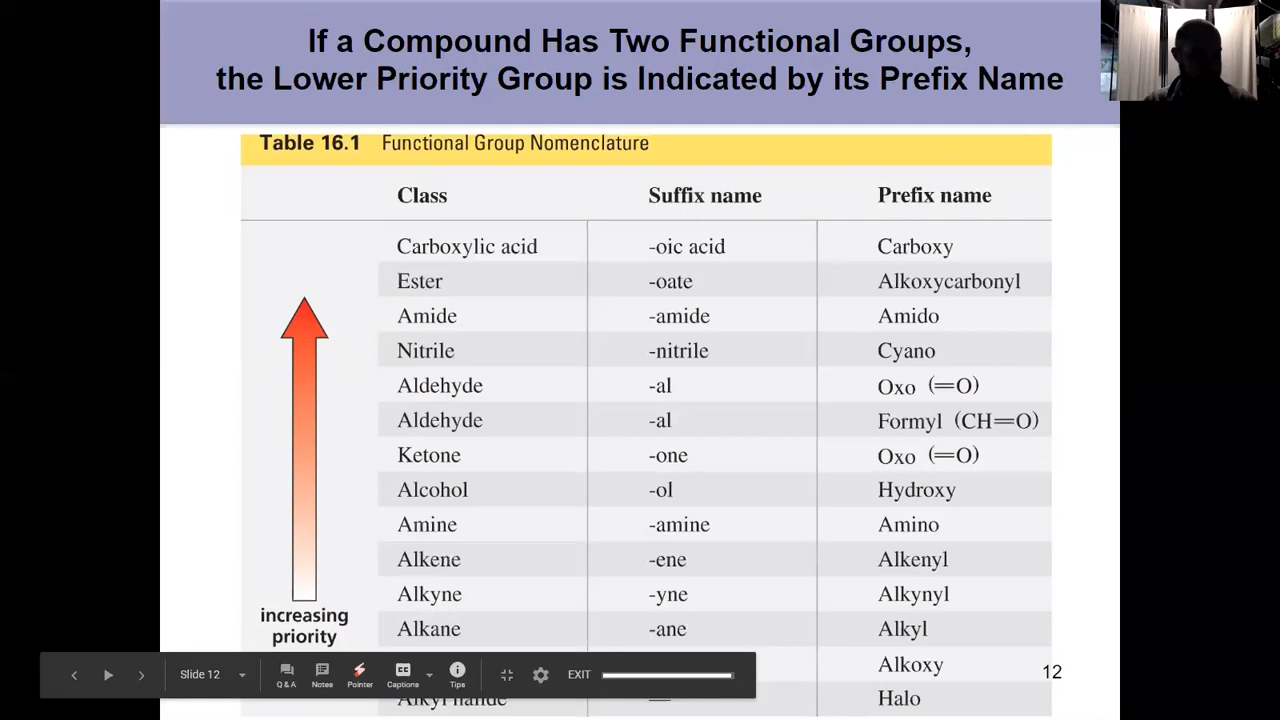 If a Compound Has Two Functional Groups,
the Lower Priority Group is Indicated by its Prefix Name
Table 16.1 Functional Group Nomenclature
Class Suffix name Prefix name
Carboxylic acid -oic acid Carboxy
Ester -oate Alkoxycarbonyl
Amide -amide Amido
Nitrile -nitrile Cyano
Aldehyde -al Oxo (=O)
Aldehyde -al Formyl (CH=O)
Ketone -one Oxo (=O)
Alcohol -ol Hydroxy
Amine -amine Amino
Alkene -ene Alkenyl
Alkyne -yne Alkynyl
Alkane -ane Alkyl
increasing
priority
Alkoxy
Alkyl halide — Halo
12
Slide 12 Q & A Notes Pointer Captions Tips EXIT